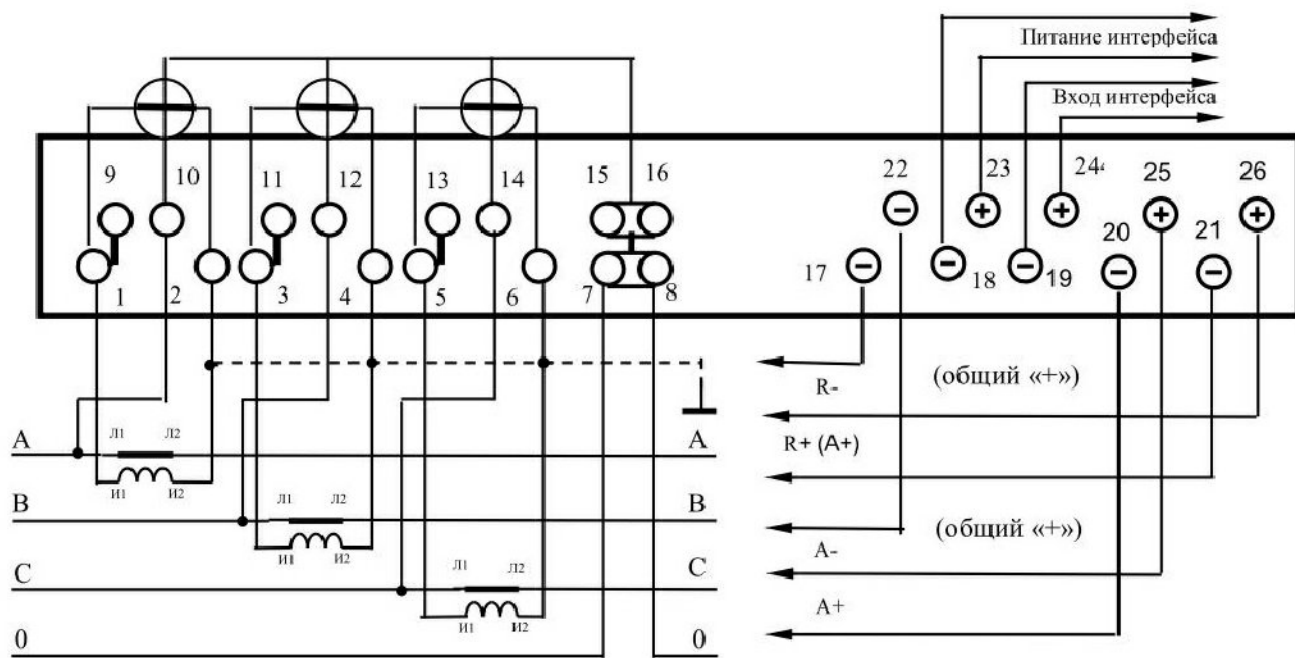 Питание интерфейса
Вход интерфейса
9 10 11 12 13 14 15 16 22 23 24 25 26
20 21
1 2 3 4 5 6 7 8 17 18 19
R-
(общий «+»)
A Л1 Л2 A
R+ (A+)
И1 И2
B Л1 Л2 B
(общий «+»)
И1 И2
A-
C Л1 Л2 C
И1 И2
A+
0 0